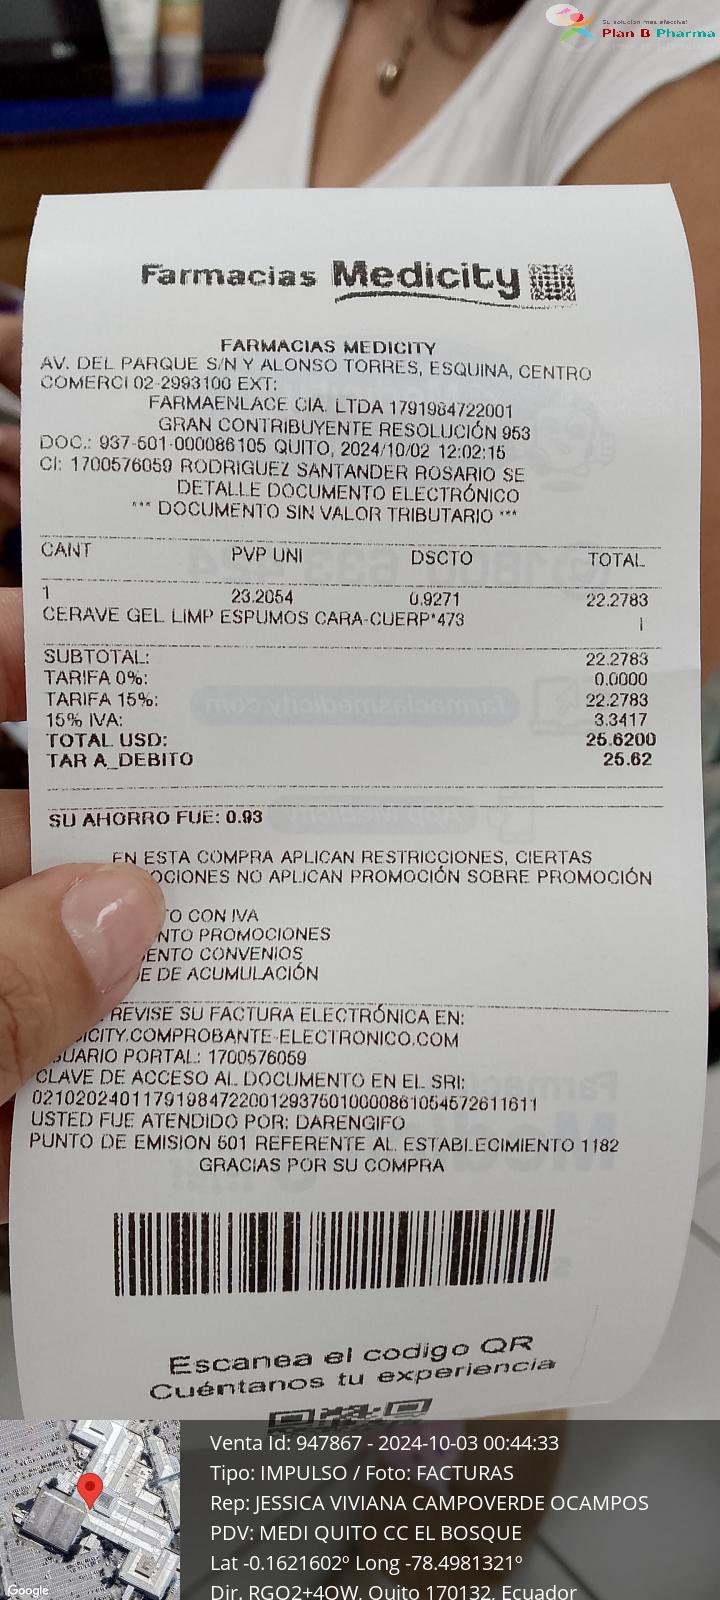 Su solución más efectiva!
Plan B Pharma
Farmacias Medicity
FARMACIAS MEDICITY
AV. DEL PARQUE S/N Y ALONSO TORRES, ESQUINA, CENTRO
COMERCI 02-2993100 EXT:
FARMAENLACE CIA. LTDA 1791984722001
GRAN CONTRIBUYENTE RESOLUCIÓN 953
DOC.: 937-501-000086105 QUITO, 2024/10/02 12:02:15
CI: 1700576059 RODRIGUEZ SANTANDER ROSARIO SE
DETALLE DOCUMENTO ELECTRÓNICO
*** DOCUMENTO SIN VALOR TRIBUTARIO ***
CANT PVP UNI DSCTO TOTAL
1 23.2054 0.9271 22.2783
CERAVE GEL LIMP ESPUMOS CARA-CUERP*473 i
SUBTOTAL: 22.2783
TARIFA 0%: 0.0000
TARIFA 15%: 22.2783
15% IVA: 3.3417
TOTAL USD: 25.6200
TAR A_DEBITO 25.62
SU AHORRO FUE: 0.93
EN ESTA COMPRA APLICAN RESTRICCIONES, CIERTAS
OCIONES NO APLICAN PROMOCIÓN SOBRE PROMOCIÓN
TO CON IVA
NTO PROMOCIONES
ENTO CONVENIOS
E DE ACUMULACIÓN
REVISE SU FACTURA ELECTRÓNICA EN:
ICITY.COMPROBANTE-ELECTRONICO.COM
SUARIO PORTAL: 1700576059
CLAVE DE ACCESO AL DOCUMENTO EN EL SRI:
0210202401179198472200129375010000861054572611611
USTED FUE ATENDIDO POR: DARENGIFO
PUNTO DE EMISION 501 REFERENTE AL ESTABLECIMIENTO 1182
GRACIAS POR SU COMPRA
Escanea el codigo QR
Cuéntanos tu experiencia
Venta Id: 947867 - 2024-10-03 00:44:33
Tipo: IMPULSO / Foto: FACTURAS
Rep: JESSICA VIVIANA CAMPOVERDE OCAMPOS
PDV: MEDI QUITO CC EL BOSQUE
Lat -0.1621602º Long -78.4981321º
Dir. RGQ2+4QW, Quito 170132, Ecuador
Google